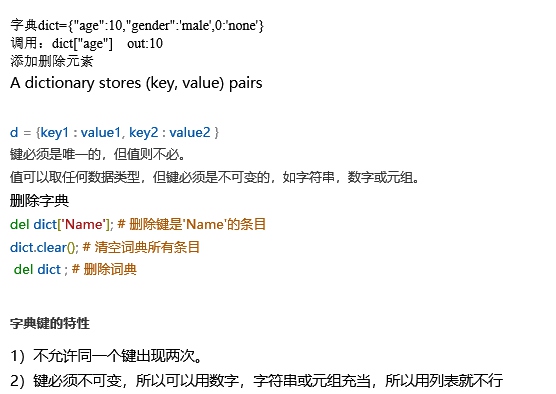 字典dict={"age":10,"gender":'male',0:'none'}
调用：dict["age"] out:10
添加删除元素
A dictionary stores (key, value) pairs
d = {key1 : value1, key2 : value2 }
键必须是唯一的，但值则不必。
值可以取任何数据类型，但键必须是不可变的，如字符串，数字或元组。
删除字典
del dict['Name']; # 删除键是'Name'的条目
dict.clear(); # 清空词典所有条目
del dict ; # 删除词典
字典键的特性
1）不允许同一个键出现两次。
2）键必须不可变，所以可以用数字，字符串或元组充当，所以用列表就不行